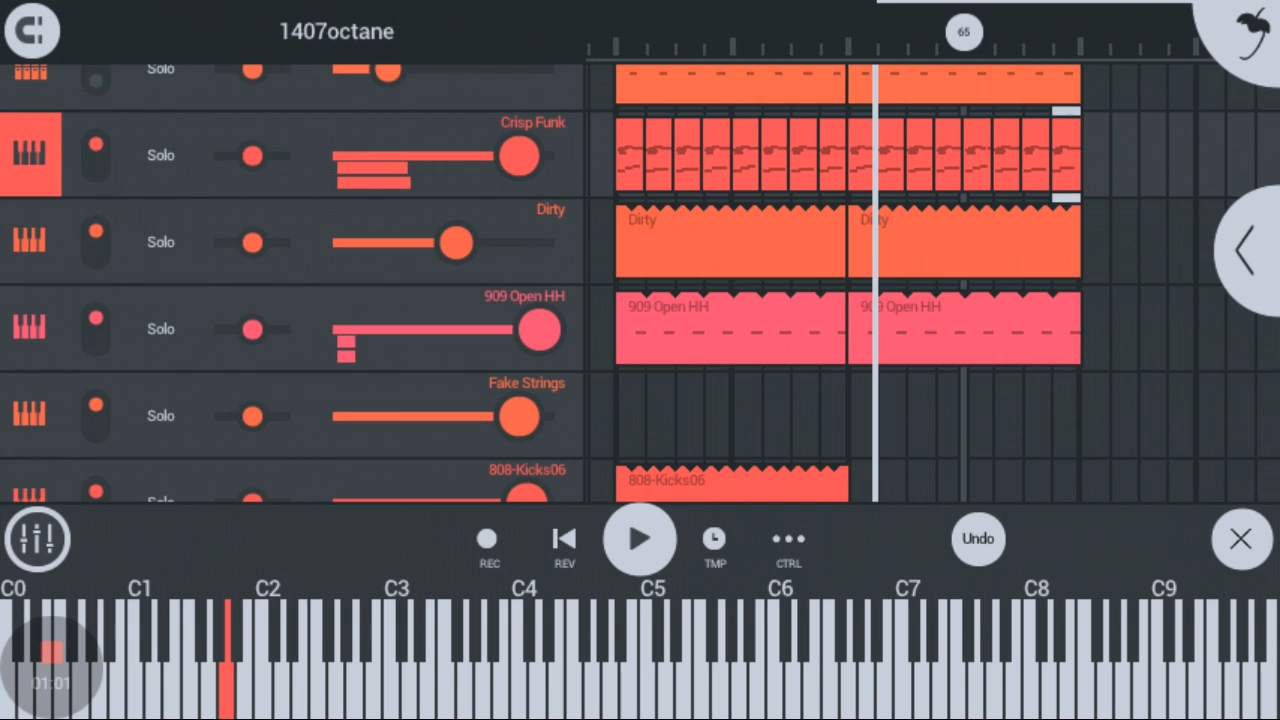 1407octane
65
Solo
Crisp Funk
Solo
Dirty
Solo
Dirty
Dirty
909 Open HH
Solo
909 Open HH
909 Open HH
Fake Strings
Solo
808-Kicks06
Solo
808-Kicks06
Undo
REC REV TMP CTRL
C0 C1 C2 C3 C4 C5 C6 C7 C8 C9
01:01